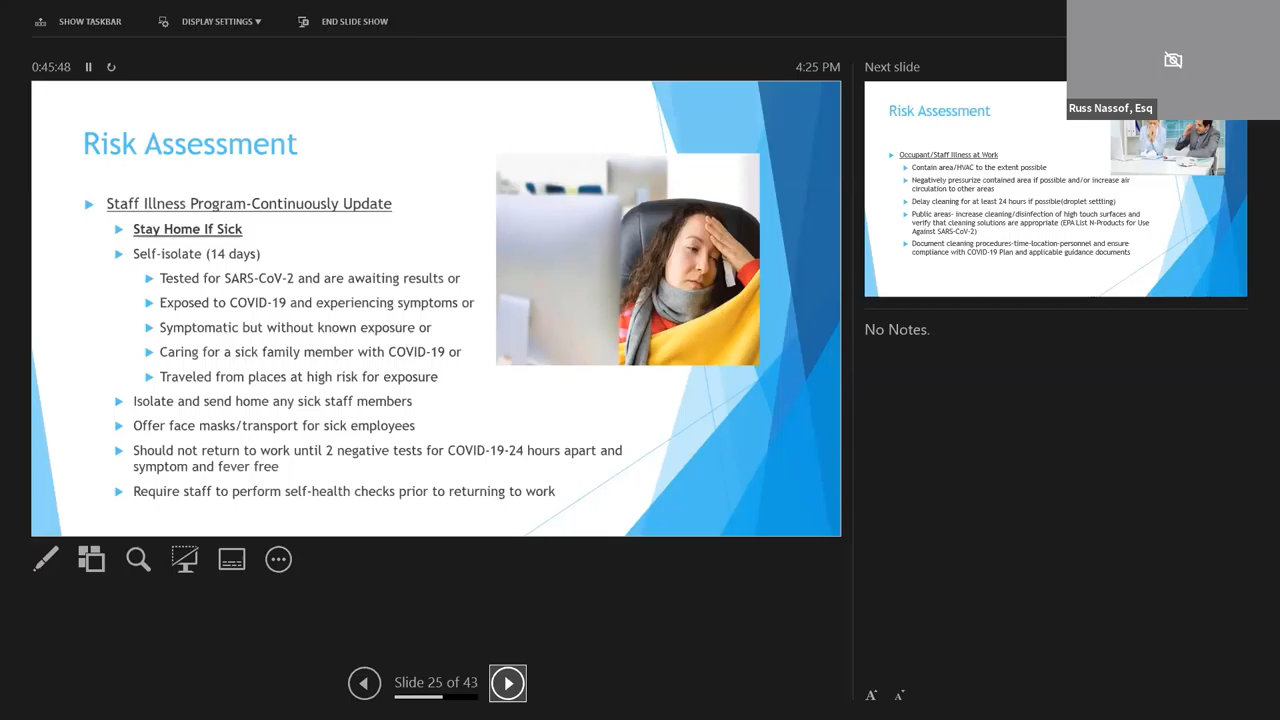 SHOW TASKBAR
DISPLAY SETTINGS ▼
END SLIDE SHOW
0:45:48
4:25 PM
Risk Assessment
Staff Illness Program-Continuously Update
Stay Home If Sick
Self-isolate (14 days)
Tested for SARS-CoV-2 and are awaiting results or
Exposed to COVID-19 and experiencing symptoms or
Symptomatic but without known exposure or
Caring for a sick family member with COVID-19 or
Traveled from places at high risk for exposure
Isolate and send home any sick staff members
Offer face masks/transport for sick employees
Should not return to work until 2 negative tests for COVID-19-24 hours apart and
symptom and fever free
Require staff to perform self-health checks prior to returning to work
Slide 25 of 43
Next slide
Russ Nassof, Esq
Risk Assessment
Occupant/Staff Illness at Work
Contain area/HVAC to the extent possible
Negatively pressurize contained area if possible and/or increase air
circulation to other areas
Delay cleaning for at least 24 hours if possible(droplet settling)
Public areas- increase cleaning/disinfection of high touch surfaces and
verify that cleaning solutions are appropriate (EPA List N-Products for Use
Against SARS-CoV-2)
Document cleaning procedures-time-location-personnel and ensure
compliance with COVID-19 Plan and applicable guidance documents
No Notes.
A A